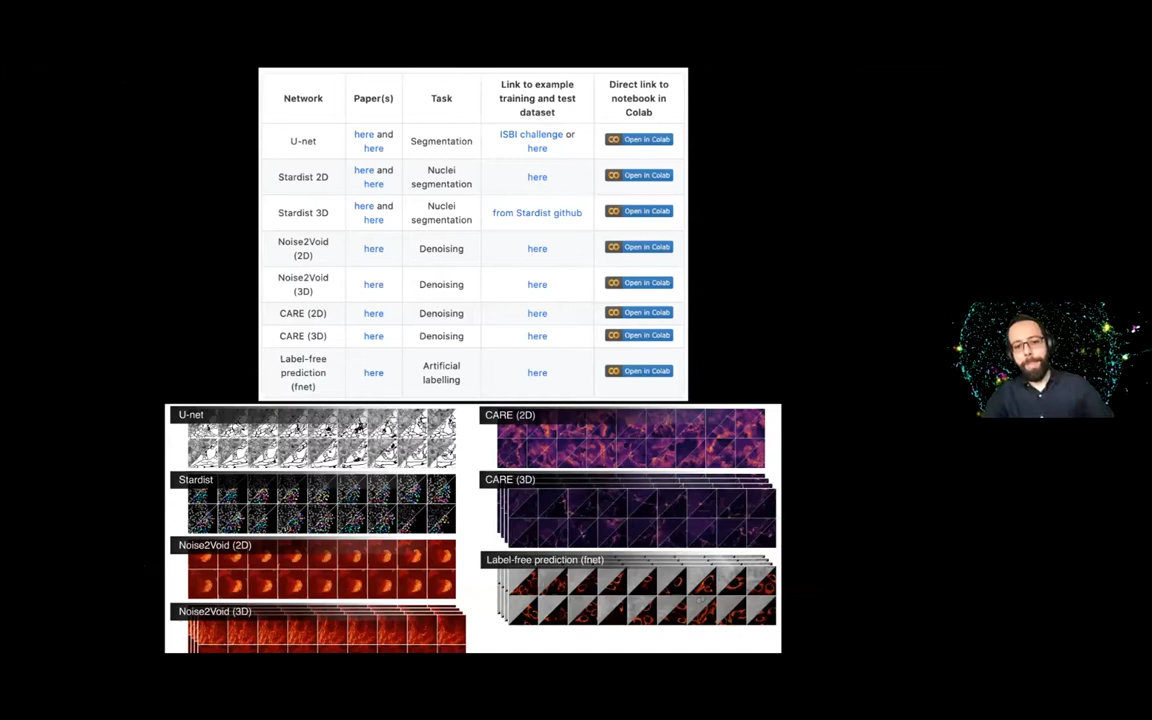 Network
Paper(s)
Task
Link to example
training and test
dataset
Direct link to
notebook in
Colab
U-net
here and
here
Segmentation
ISBI challenge or
here
Open in Colab
Stardist 2D
here and
here
Nuclei
segmentation
here
Open in Colab
Stardist 3D
here and
here
Nuclei
segmentation
from Stardist github
Open in Colab
Noise2Void
(2D)
here
Denoising
here
Open in Colab
Noise2Void
(3D)
here
Denoising
here
Open in Colab
CARE (2D)
here
Denoising
here
Open in Colab
CARE (3D)
here
Denoising
here
Open in Colab
Label-free
prediction
(fnet)
here
Artificial
labelling
here
Open in Colab
U-net
Stardist
Noise2Void (2D)
Noise2Void (3D)
CARE (2D)
CARE (3D)
Label-free prediction (fnet)